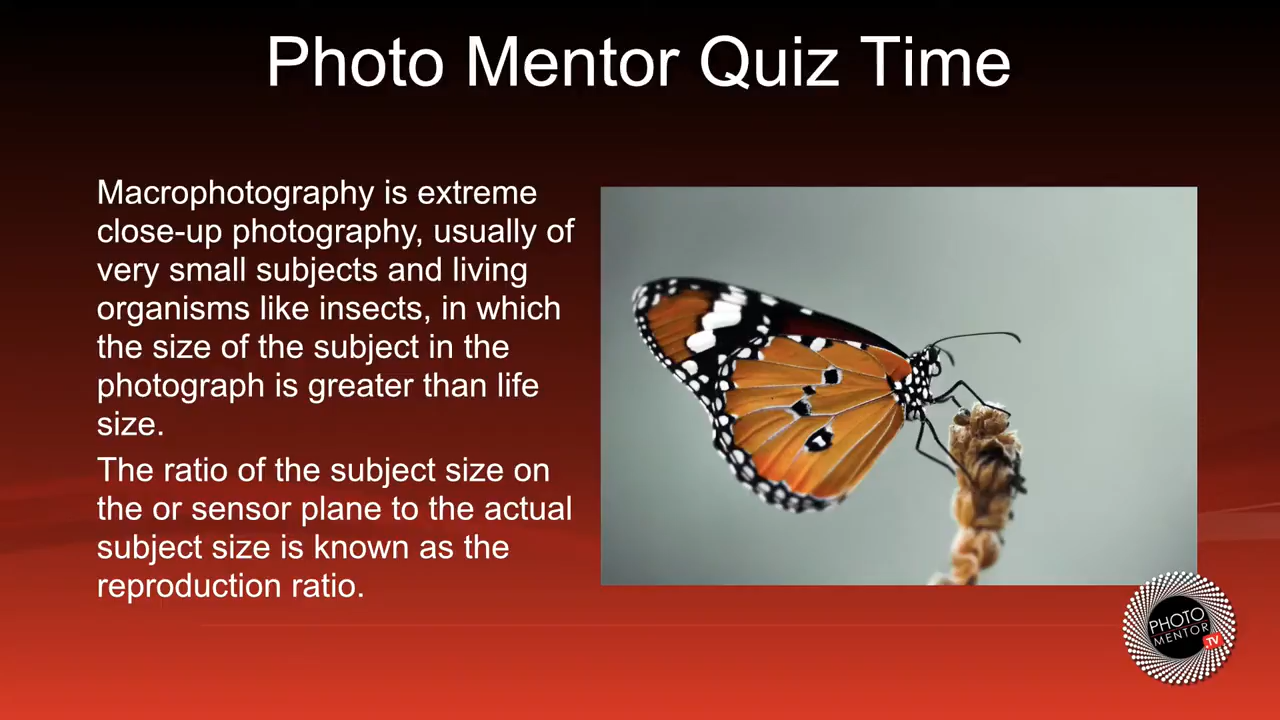 Photo Mentor Quiz Time
Macrophotography is extreme
close-up photography, usually of
very small subjects and living
organisms like insects, in which
the size of the subject in the
photograph is greater than life
size.
The ratio of the subject size on
the or sensor plane to the actual
subject size is known as the
reproduction ratio.
PHOTO
MENTOR
TV